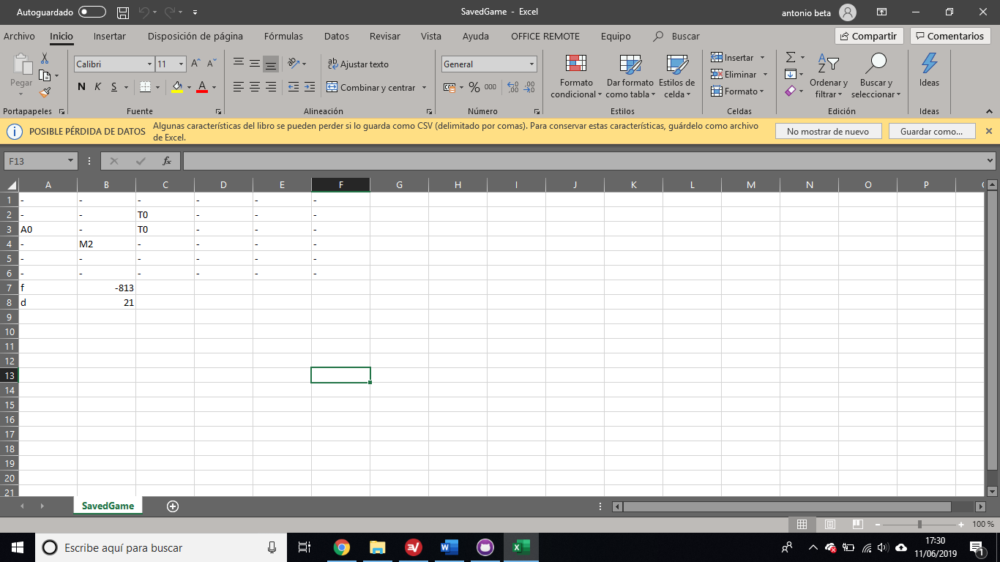 Autoguardado
SavedGame - Excel
antonio beta
Archivo Inicio Insertar Disposición de página Fórmulas Datos Revisar Vista Ayuda OFFICE REMOTE Equipo Buscar Compartir Comentarios
Pegar
Portapapeles
Calibri 11
N K S A A A
Fuente
ab Ajustar texto
Combinar y centrar
Alineación
General
% 000
Número
Formato condicional
Dar formato como tabla
Estilos de celda
Estilos
Insertar
Eliminar
Formato
Celdas
Ordenar y filtrar
Buscar y seleccionar
Edición
Ideas
Ideas
POSIBLE PÉRDIDA DE DATOS Algunas características del libro se pueden perder si lo guarda como CSV (delimitado por comas). Para conservar estas características, guárdelo como archivo
de Excel.
No mostrar de nuevo Guardar como...
F13 fx
A B C D E F G H I J K L M N O P
1 - - - - - -
2 - - T0 - - -
3 A0 - T0 - - -
4 - M2 - - - -
5 - - - - - -
6 - - - - - -
7 f -813
8 d 21
9
10
11
12
13
14
15
16
17
18
19
20
21
SavedGame
100 %
Escribe aquí para buscar
17:30
11/06/2019
1